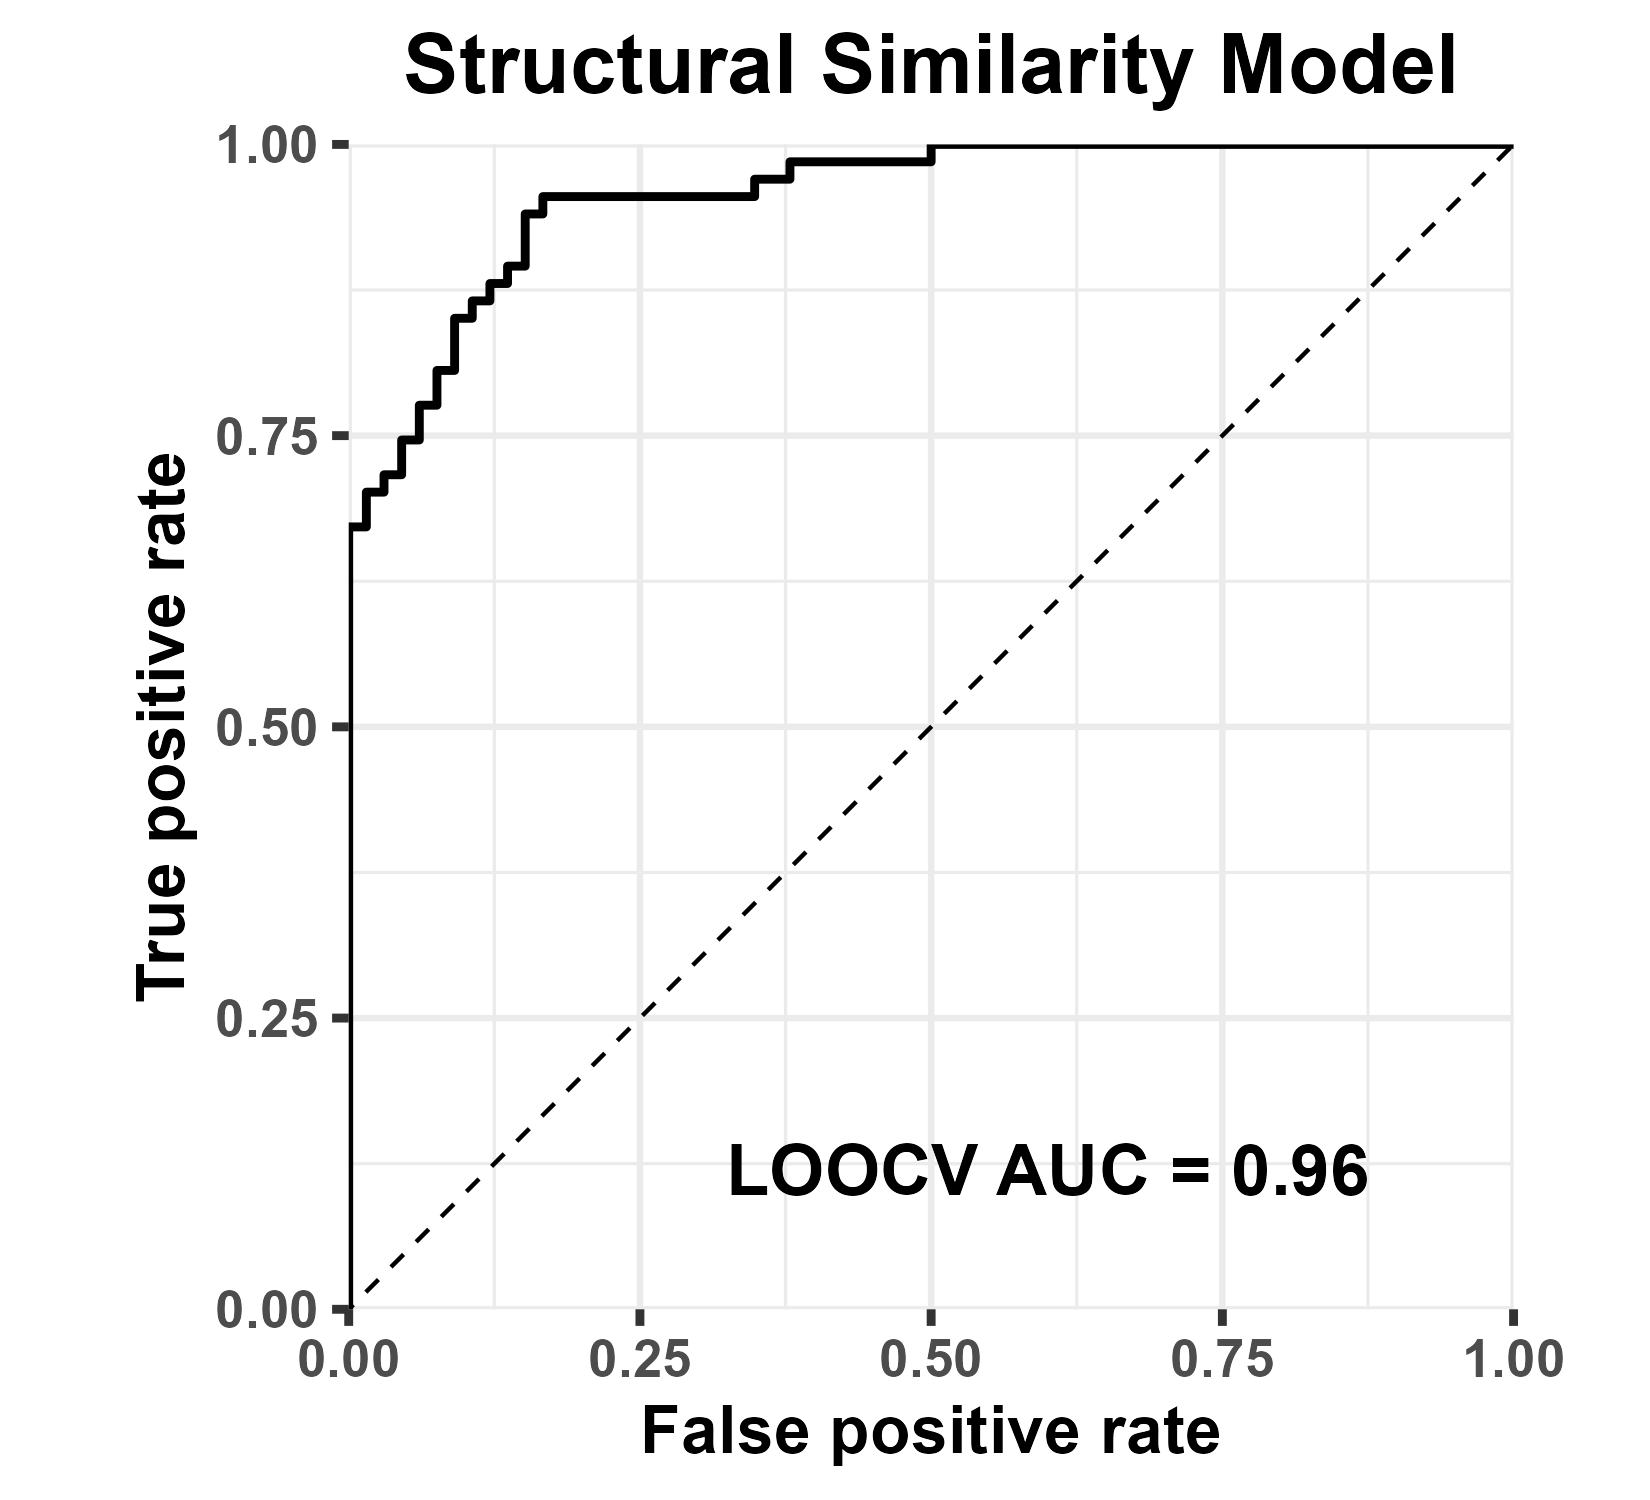 Structural Similarity Model
1.00
0.75
0.50
0.25
0.00
True positive rate
LOOCV AUC = 0.96
0.00 0.25 0.50 0.75 1.00
False positive rate